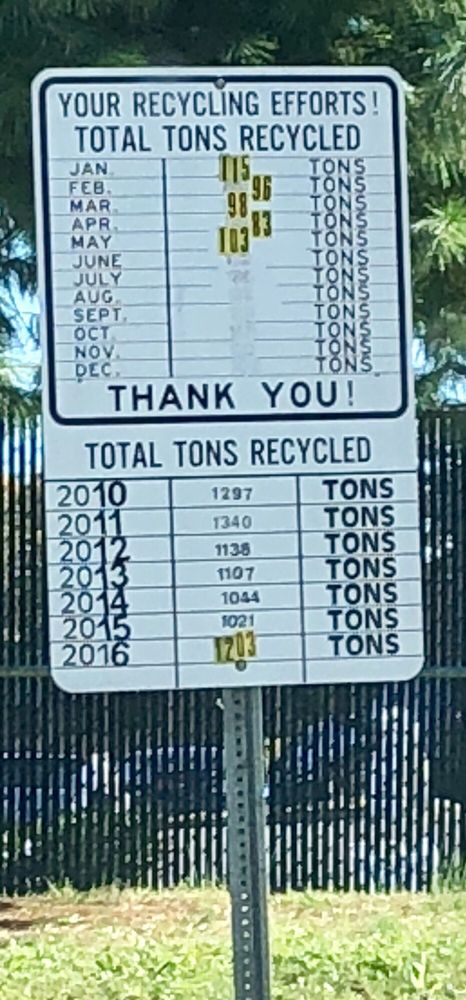 YOUR RECYCLING EFFORTS!
TOTAL TONS RECYCLED
JAN. 115 TONS
FEB. 96 TONS
MAR. 98 TONS
APR. 83 TONS
MAY 103 TONS
JUNE TONS
JULY TONS
AUG. TONS
SEPT. TONS
OCT. TONS
NOV. TONS
DEC. TONS
THANK YOU!
TOTAL TONS RECYCLED
2010 1297 TONS
2011 1340 TONS
2012 1138 TONS
2013 1107 TONS
2014 1044 TONS
2015 1021 TONS
2016 1203 TONS